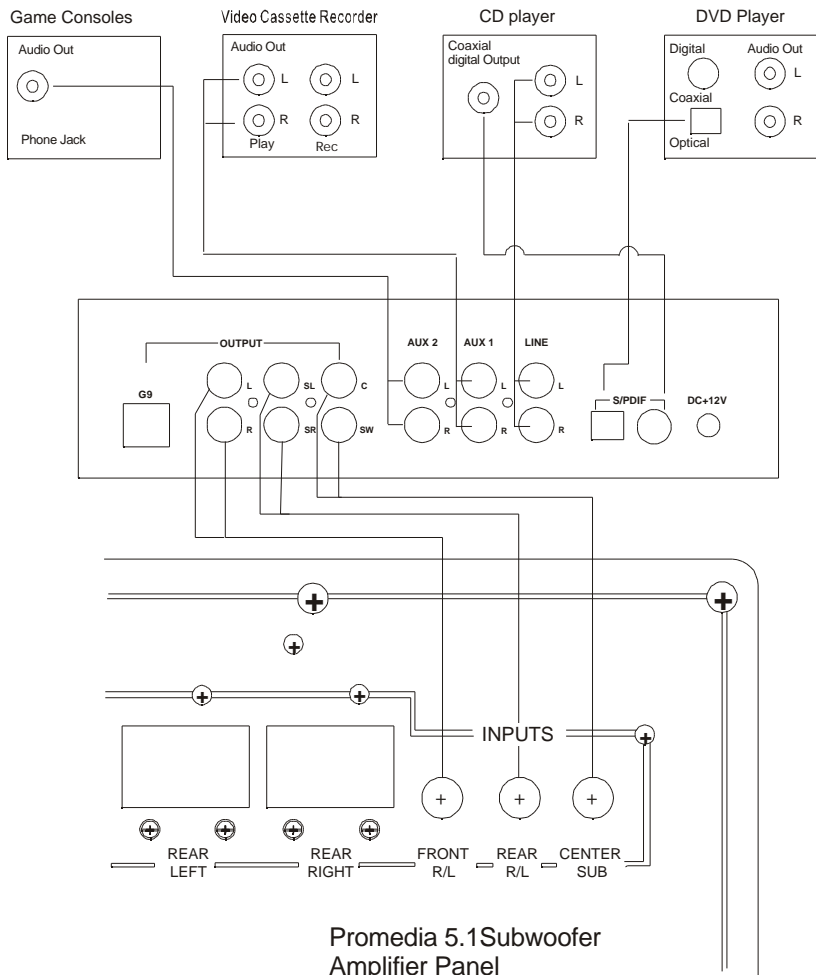 Game Consoles
Video Cassette Recorder
CD player
DVD Player
Audio Out
Phone Jack
Audio Out
L
L
R
R
Play
Rec
Coaxial
digital Output
L
R
Digital
Audio Out
L
Coaxial
R
Optical
OUTPUT
AUX 2
AUX 1
LINE
G9
L
SL
C
L
L
L
S/PDIF
DC+12V
R
SR
SW
R
R
R
INPUTS
REAR
LEFT
REAR
RIGHT
FRONT
R/L
REAR
R/L
CENTER
SUB
Promedia 5.1Subwoofer
Amplifier Panel